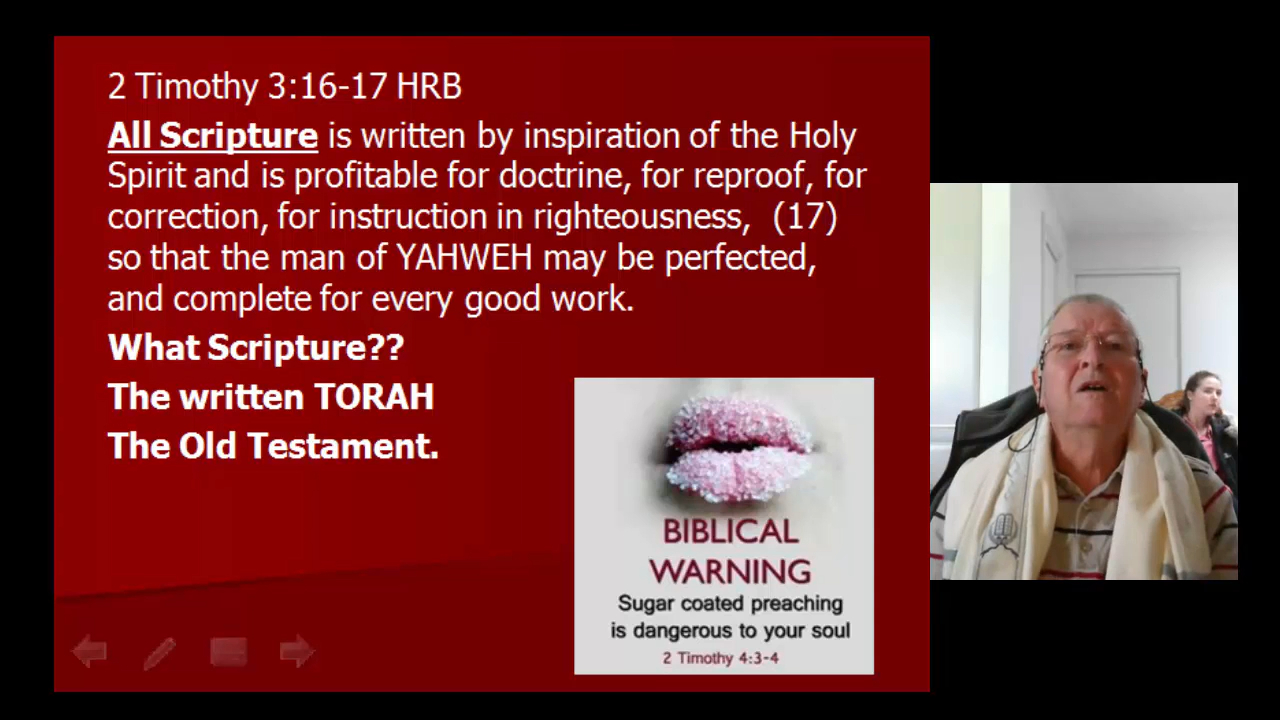 2 Timothy 3:16-17 HRB
All Scripture is written by inspiration of the Holy
Spirit and is profitable for doctrine, for reproof, for
correction, for instruction in righteousness, (17)
so that the man of YAHWEH may be perfected,
and complete for every good work.
What Scripture??
The written TORAH
The Old Testament.
BIBLICAL
WARNING
Sugar coated preaching
is dangerous to your soul
2 Timothy 4:3-4